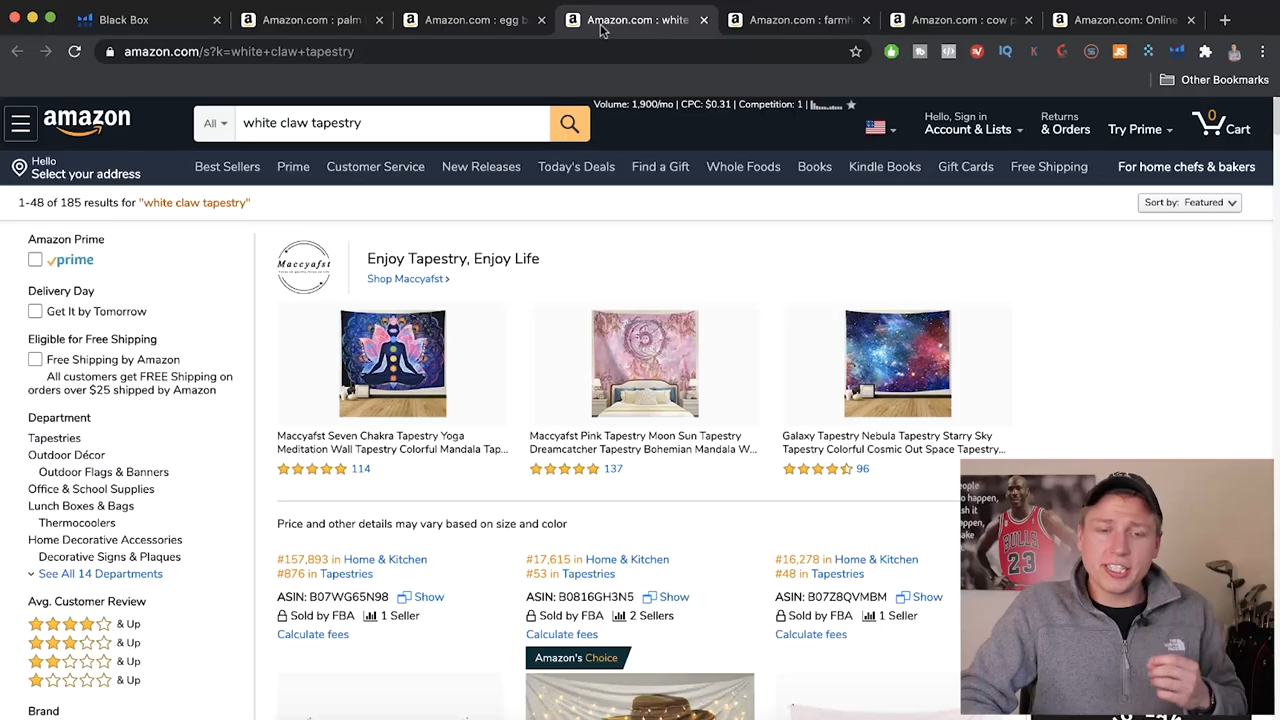 Black Box
Amazon.com : palm
Amazon.com : egg b
Amazon.com : white
Amazon.com : farmh
Amazon.com : cow p
Amazon.com: Online
amazon.com/s?k=white+claw+tapestry
Other Bookmarks
amazon
All
white claw tapestry
Volume: 1,900/mo | CPC: $0.31 | Competition: 1 |
Hello, Sign in
Account & Lists
Returns
& Orders
Try Prime
0
Cart
Hello
Select your address
Best Sellers
Prime
Customer Service
New Releases
Today's Deals
Find a Gift
Whole Foods
Books
Kindle Books
Gift Cards
Free Shipping
For home chefs & bakers
1-48 of 185 results for "white claw tapestry"
Sort by: Featured
Amazon Prime
prime
Delivery Day
Get It by Tomorrow
Eligible for Free Shipping
Free Shipping by Amazon
All customers get FREE Shipping on
orders over $25 shipped by Amazon
Department
Tapestries
Outdoor Décor
Outdoor Flags & Banners
Office & School Supplies
Lunch Boxes & Bags
Thermocoolers
Home Decorative Accessories
Decorative Signs & Plaques
See All 14 Departments
Avg. Customer Review
& Up
& Up
& Up
& Up
Brand
Maccyafst
Enjoy Tapestry, Enjoy Life
Shop Maccyafst ›
Maccyafst Seven Chakra Tapestry Yoga
Meditation Wall Tapestry Colorful Mandala Tap...
114
Maccyafst Pink Tapestry Moon Sun Tapestry
Dreamcatcher Tapestry Bohemian Mandala W...
137
Galaxy Tapestry Nebula Tapestry Starry Sky
Tapestry Colorful Cosmic Out Space Tapestry...
96
Price and other details may vary based on size and color
#157,893 in Home & Kitchen
#876 in Tapestries
ASIN: B07WG65N98 Show
Sold by FBA 1 Seller
Calculate fees
#17,615 in Home & Kitchen
#53 in Tapestries
ASIN: B0816GH3N5 Show
Sold by FBA 2 Sellers
Calculate fees
Amazon's Choice
#16,278 in Home & Kitchen
#48 in Tapestries
ASIN: B07Z8QVMBM Show
Sold by FBA 1 Seller
Calculate fees
people
to happen,
sh it
happen,
make
BULLS
23